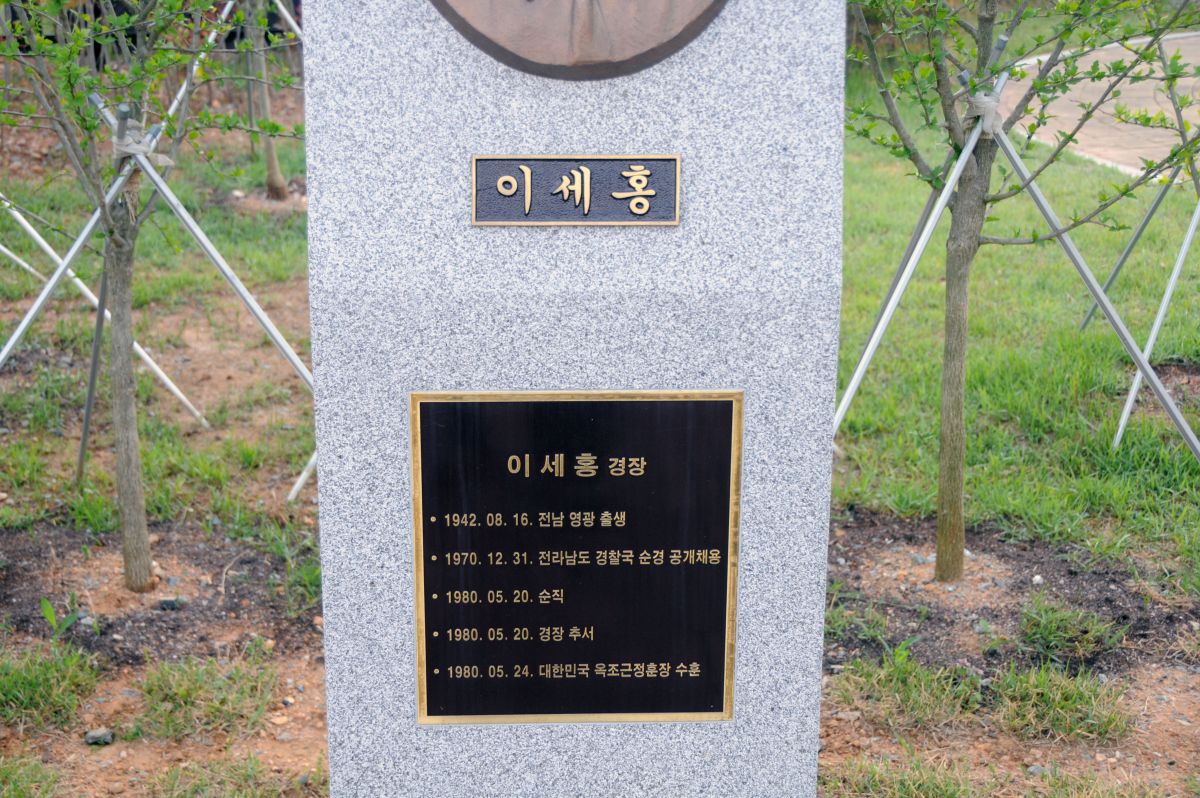 이세홍
이세홍 경장
• 1942. 08. 16. 전남 영광 출생
• 1970. 12. 31. 전라남도 경찰국 순경 공개채용
• 1980. 05. 20. 순직
• 1980. 05. 20. 경장 추서
• 1980. 05. 24. 대한민국 옥조근정훈장 수훈